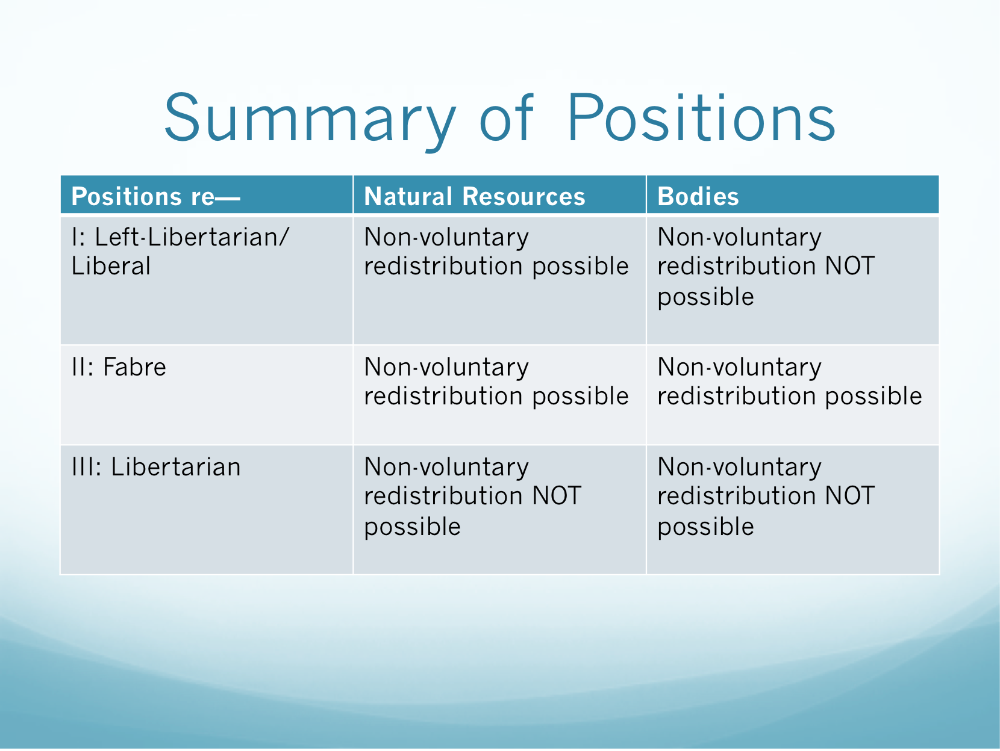 Summary of Positions
Positions re—
Natural Resources
Bodies
I: Left-Libertarian/
Liberal
Non-voluntary
redistribution possible
Non-voluntary
redistribution NOT
possible
II: Fabre
Non-voluntary
redistribution possible
Non-voluntary
redistribution possible
III: Libertarian
Non-voluntary
redistribution NOT
possible
Non-voluntary
redistribution NOT
possible